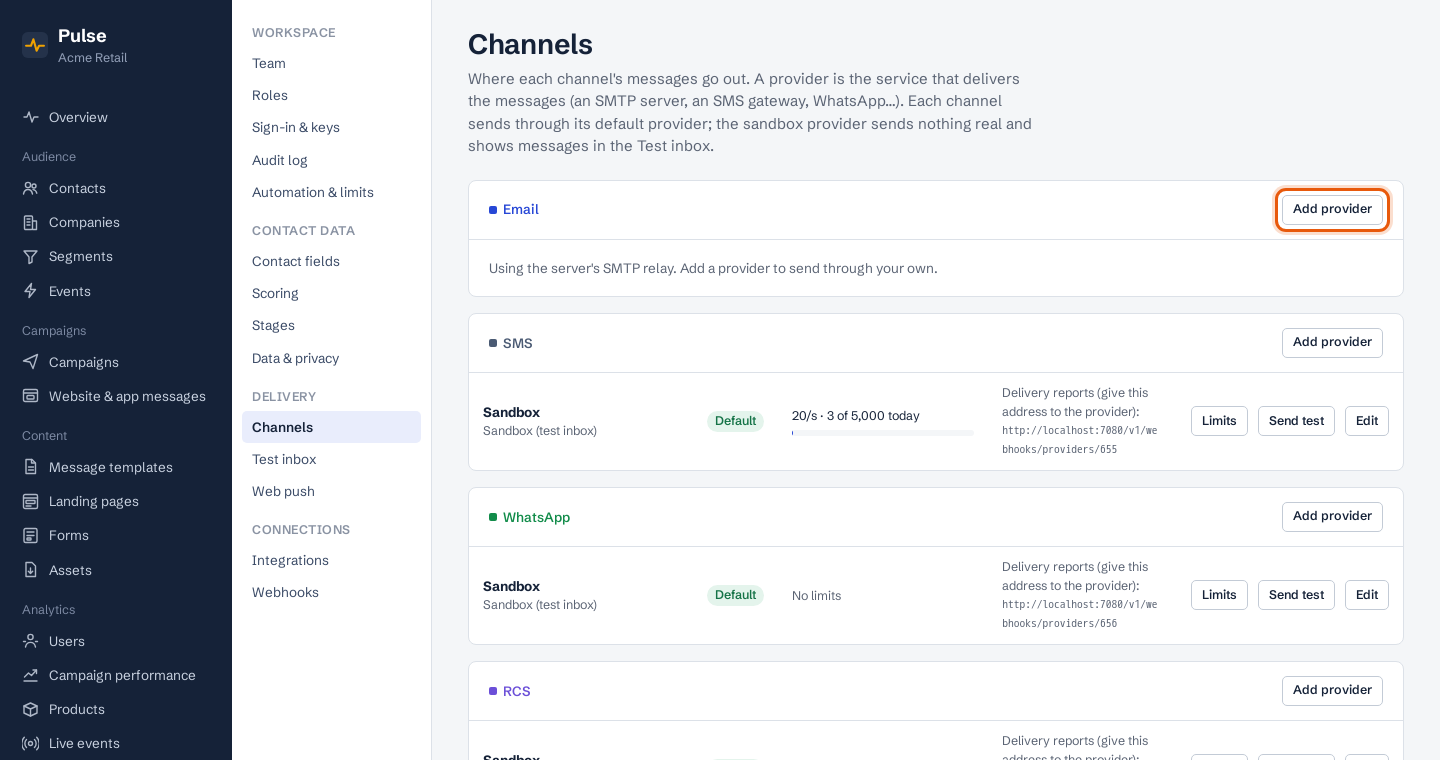 Pulse
Acme Retail
Overview
Audience
Contacts
Companies
Segments
Events
Campaigns
Campaigns
Website & app messages
Content
Message templates
Landing pages
Forms
Assets
Analytics
Users
Campaign performance
Products
Live events
WORKSPACE
Team
Roles
Sign-in & keys
Audit log
Automation & limits
CONTACT DATA
Contact fields
Scoring
Stages
Data & privacy
DELIVERY
Channels
Test inbox
Web push
CONNECTIONS
Integrations
Webhooks
Channels
Where each channel's messages go out. A provider is the service that delivers
the messages (an SMTP server, an SMS gateway, WhatsApp…). Each channel
sends through its default provider; the sandbox provider sends nothing real and
shows messages in the Test inbox.
Email
Add provider
Using the server's SMTP relay. Add a provider to send through your own.
SMS
Add provider
Sandbox
Sandbox (test inbox)
Default
20/s · 3 of 5,000 today
Delivery reports (give this
address to the provider):
http://localhost:7080/v1/we
bhooks/providers/655
Limits
Send test
Edit
WhatsApp
Add provider
Sandbox
Sandbox (test inbox)
Default
No limits
Delivery reports (give this
address to the provider):
http://localhost:7080/v1/we
bhooks/providers/656
Limits
Send test
Edit
RCS
Add provider
Sandbox
Delivery reports (give this
address to the provider):